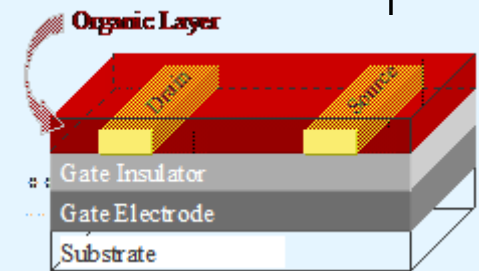 Organic Layer
Drain
Source
Gate Insulator
Gate Electrode
Substrate